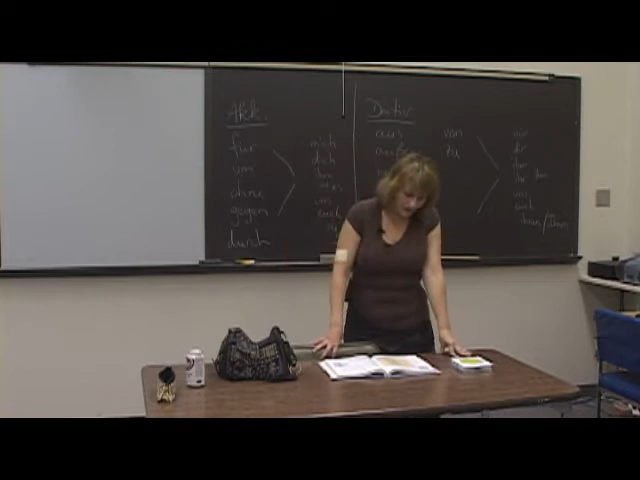 Akk.
für
um
ohne
gegen
durch
mich
dich
ihn
uns
euch
Dativ
aus
auße
von
zu
mir
dir
ihm
ihr
uns
euch
ihnen/Ihnen